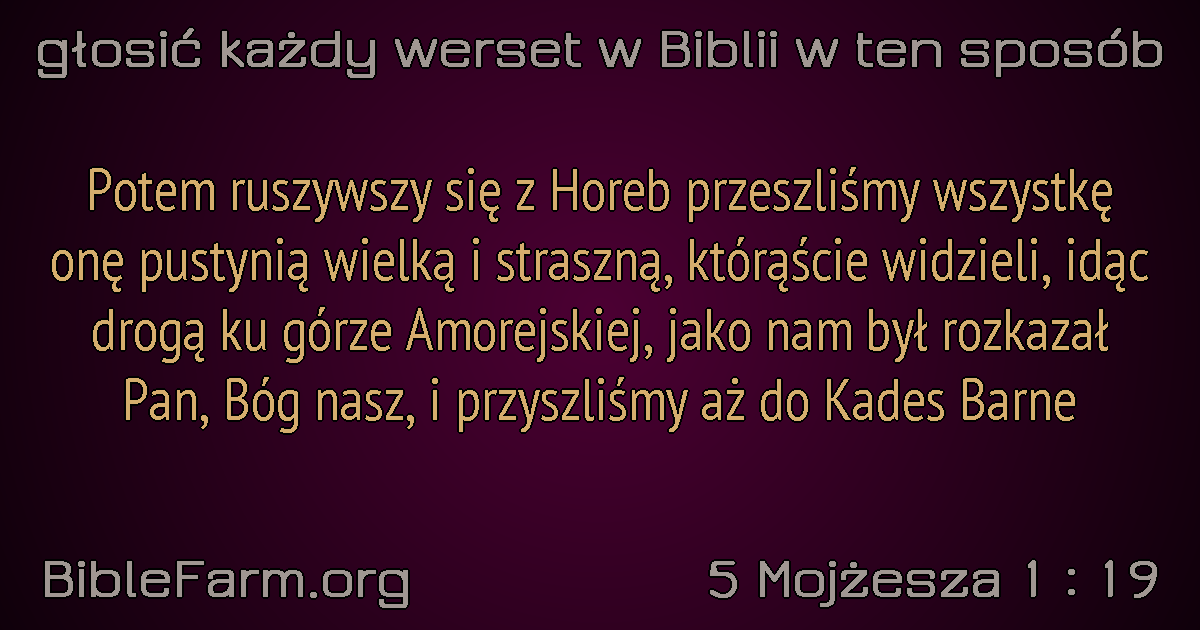 głosić każdy werset w Biblii w ten sposób
Potem ruszywszy się z Horeb przeszliśmy wszystkę
onę pustynią wielką i straszną, którąście widzieli, idąc
drogą ku górze Amorejskiej, jako nam był rozkazał
Pan, Bóg nasz, i przyszliśmy aż do Kades Barne
BibleFarm.org
5 Mojżesza 1 : 19